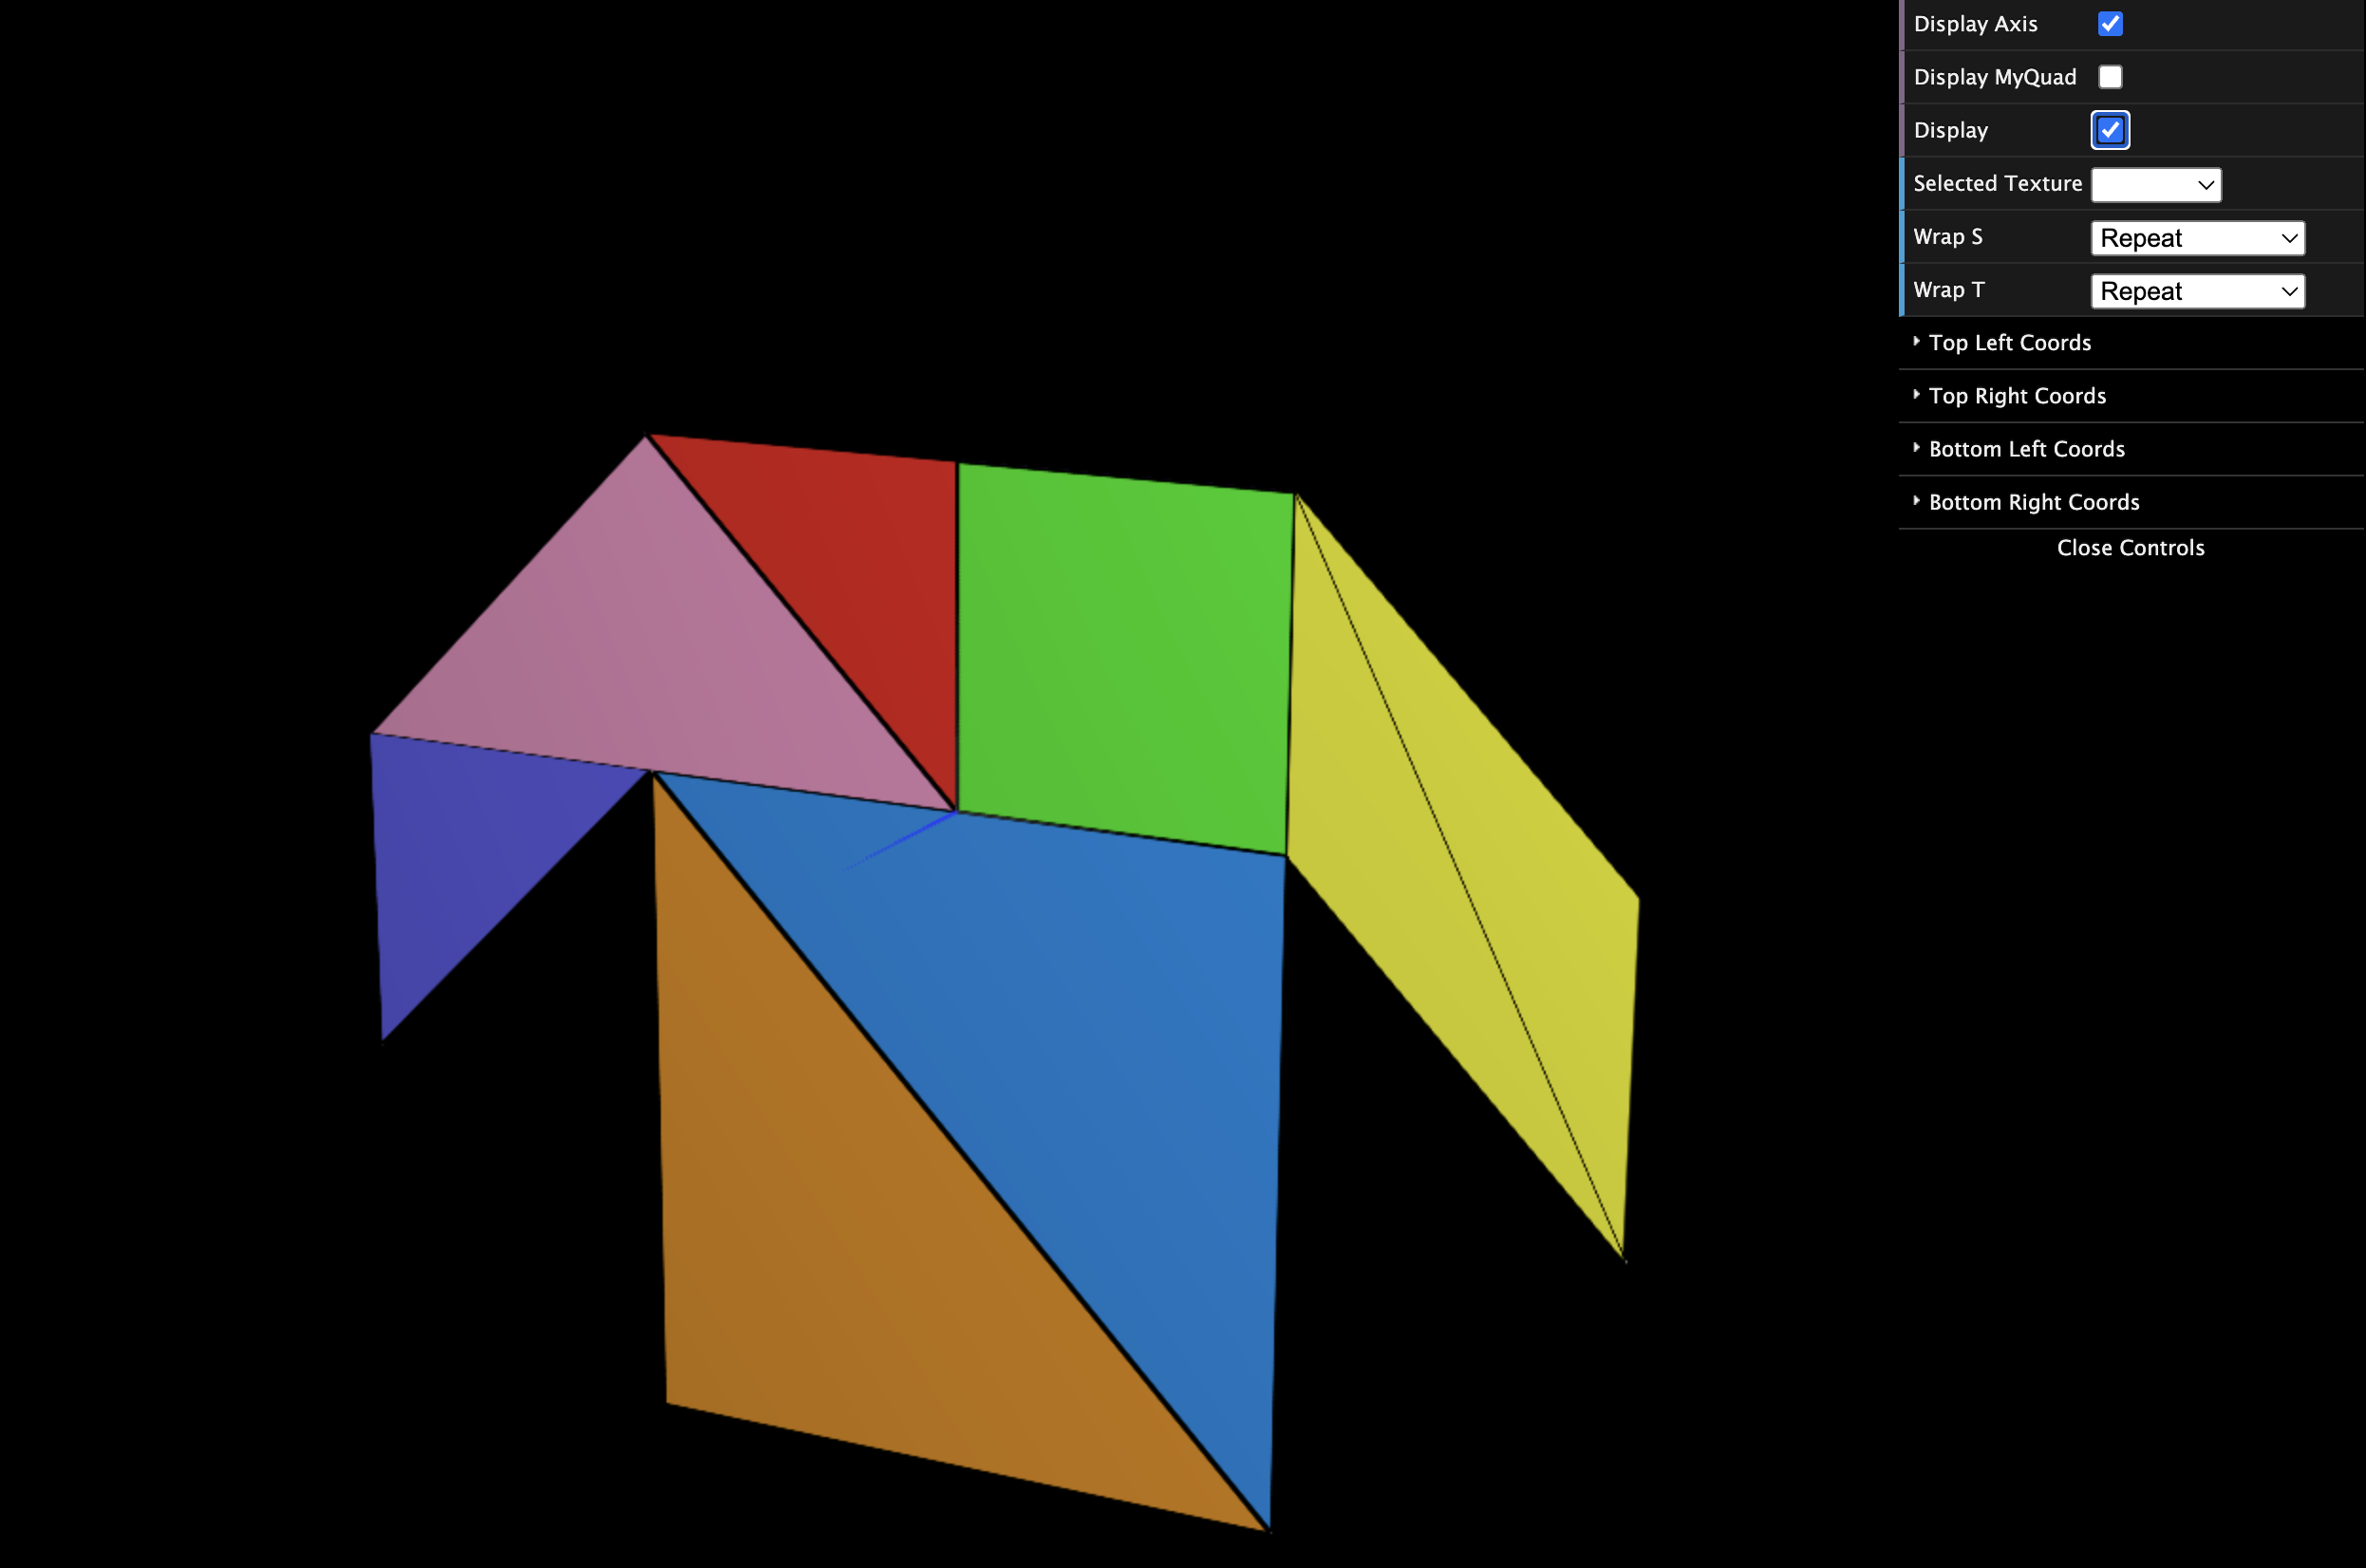 Display Axis
Display MyQuad
Display
Selected Texture
Wrap S Repeat
Wrap T Repeat
Top Left Coords
Top Right Coords
Bottom Left Coords
Bottom Right Coords
Close Controls